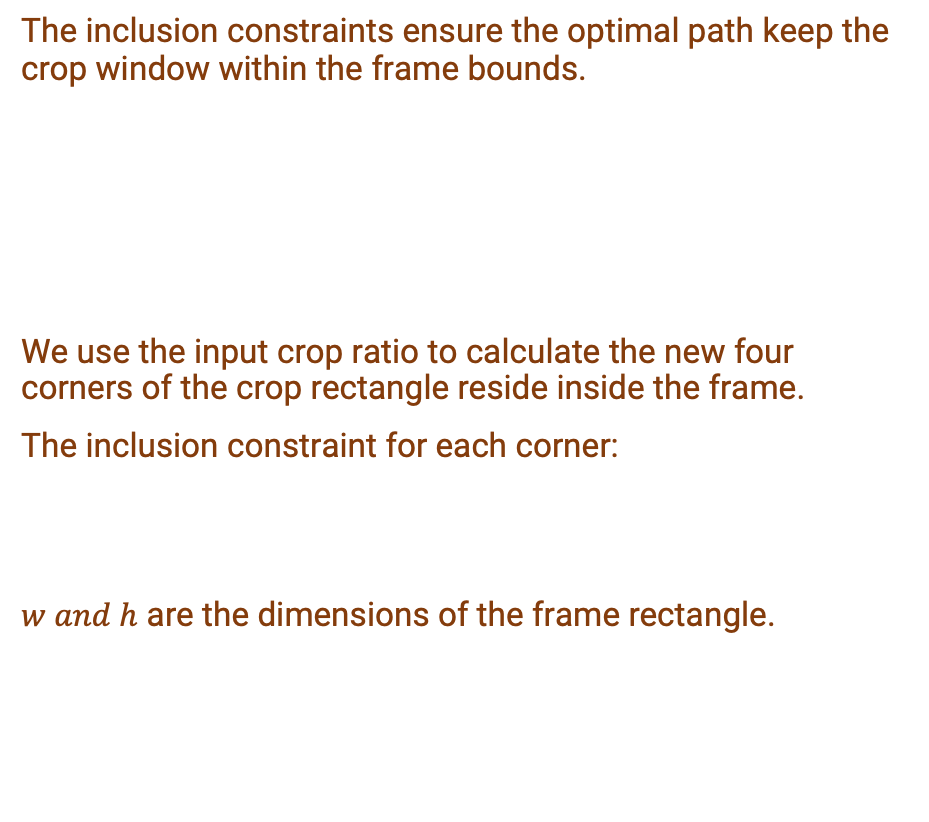 The inclusion constraints ensure the optimal path keep the
crop window within the frame bounds.
We use the input crop ratio to calculate the new four
corners of the crop rectangle reside inside the frame.
The inclusion constraint for each corner:
w and h are the dimensions of the frame rectangle.